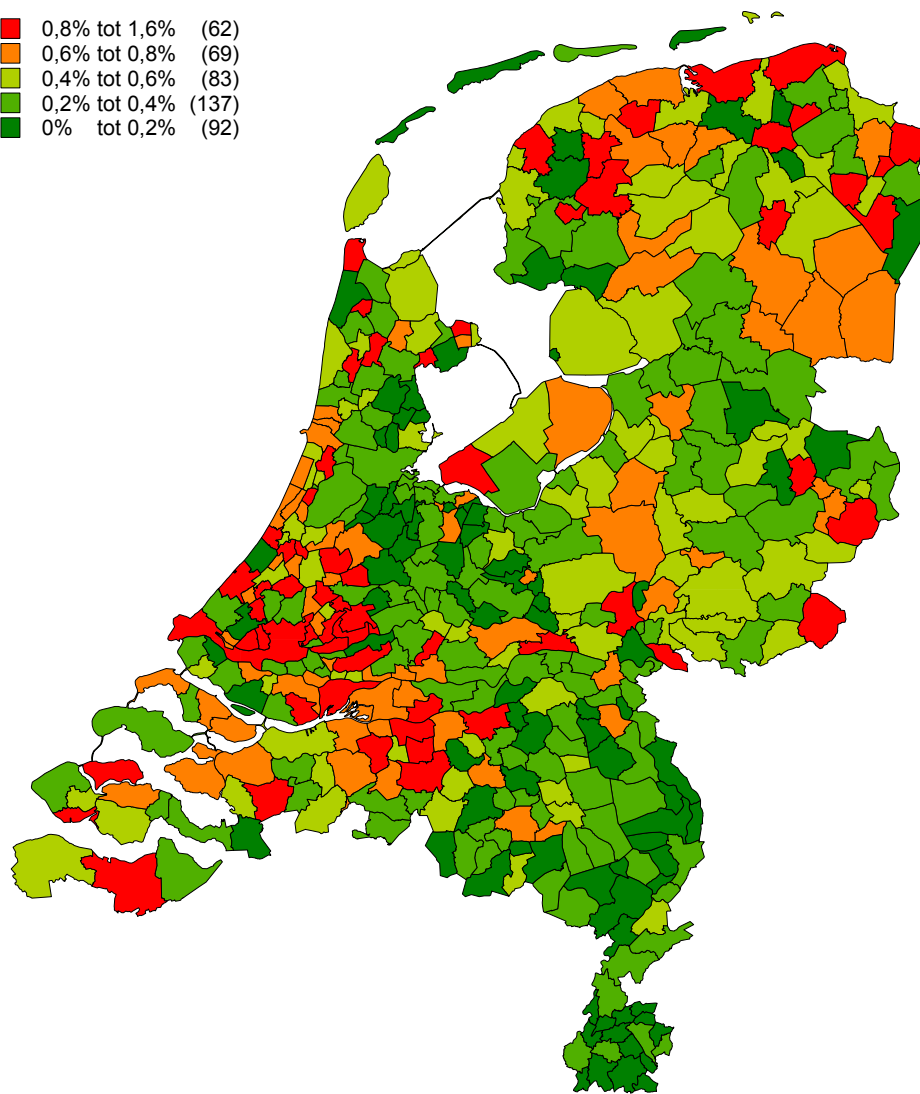 0,8% tot 1,6% (62)
0,6% tot 0,8% (69)
0,4% tot 0,6% (83)
0,2% tot 0,4% (137)
0% tot 0,2% (92)